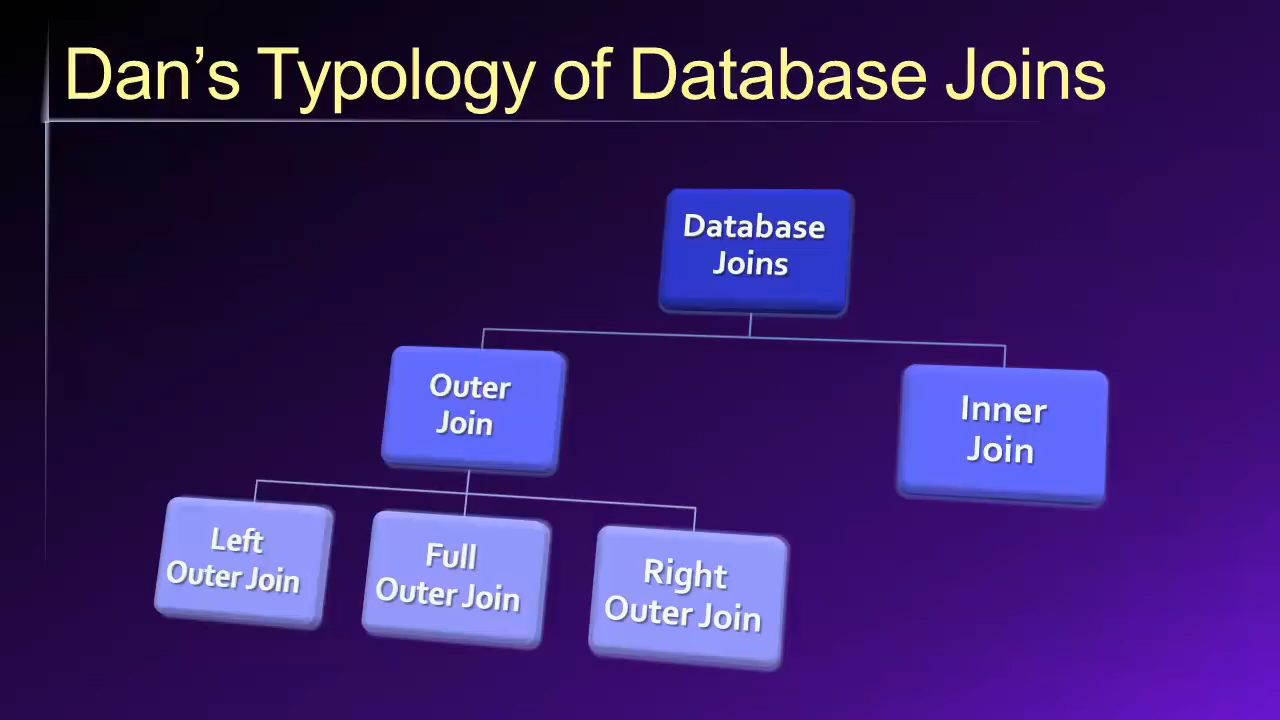 Dan’s Typology of Database Joins
Database
Joins
Outer
Join
Inner
Join
Left
Outer Join
Full
Outer Join
Right
Outer Join